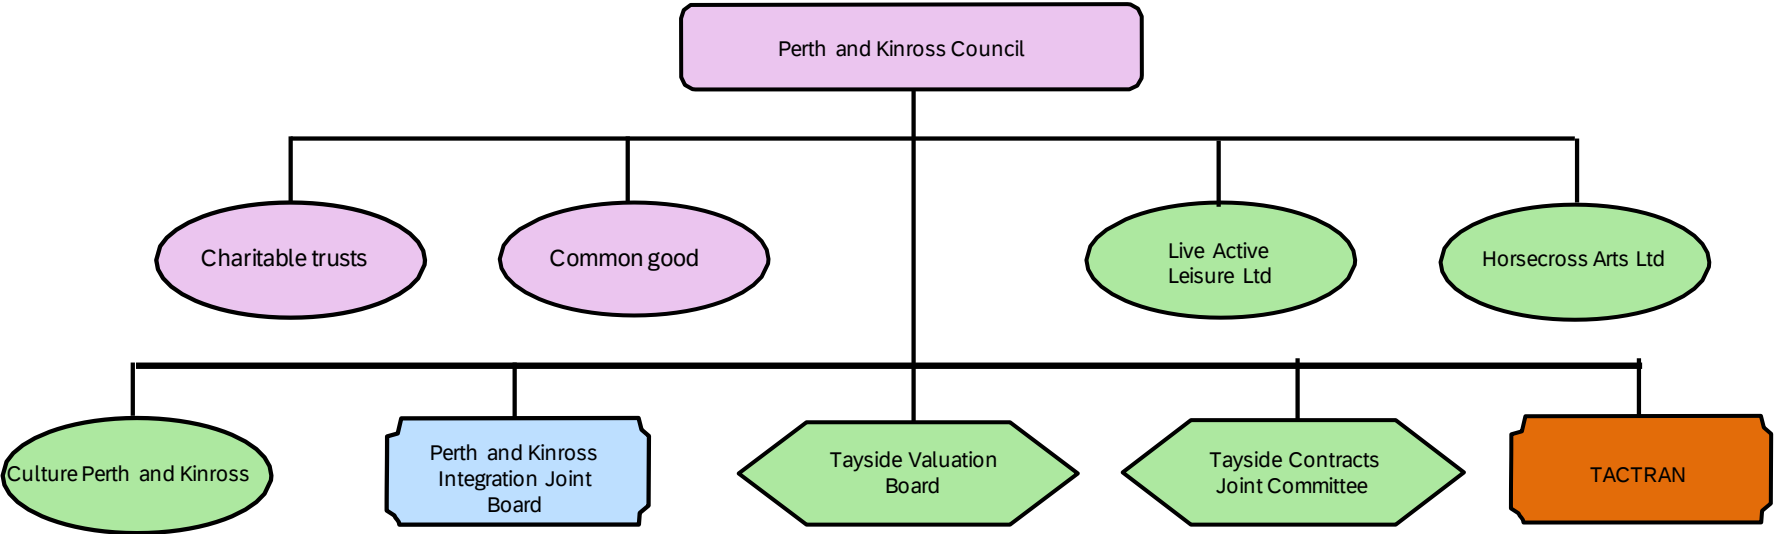 Perth and Kinross Council
Charitable trusts
Common good
Live Active
Leisure Ltd
Horsecross Arts Ltd
Culture Perth and Kinross
Perth and Kinross
Integration Joint
Board
Tayside Valuation
Board
Tayside Contracts
Joint Committee
TACTRAN